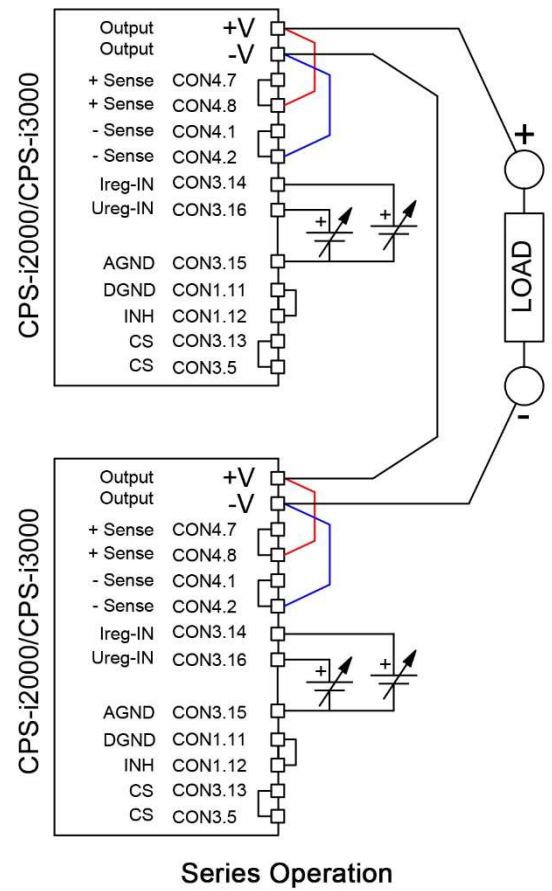 CPS-i2000/CPS-i3000
Output +V
Output -V
+ Sense CON4.7
+ Sense CON4.8
- Sense CON4.1
- Sense CON4.2
Ireg-IN CON3.14
Ureg-IN CON3.16
+ +
AGND CON3.15
DGND CON1.11
INH CON1.12
CS CON3.13
CS CON3.5
+
LOAD
-
CPS-i2000/CPS-i3000
Output +V
Output -V
+ Sense CON4.7
+ Sense CON4.8
- Sense CON4.1
- Sense CON4.2
Ireg-IN CON3.14
Ureg-IN CON3.16
+ +
AGND CON3.15
DGND CON1.11
INH CON1.12
CS CON3.13
CS CON3.5
Series Operation